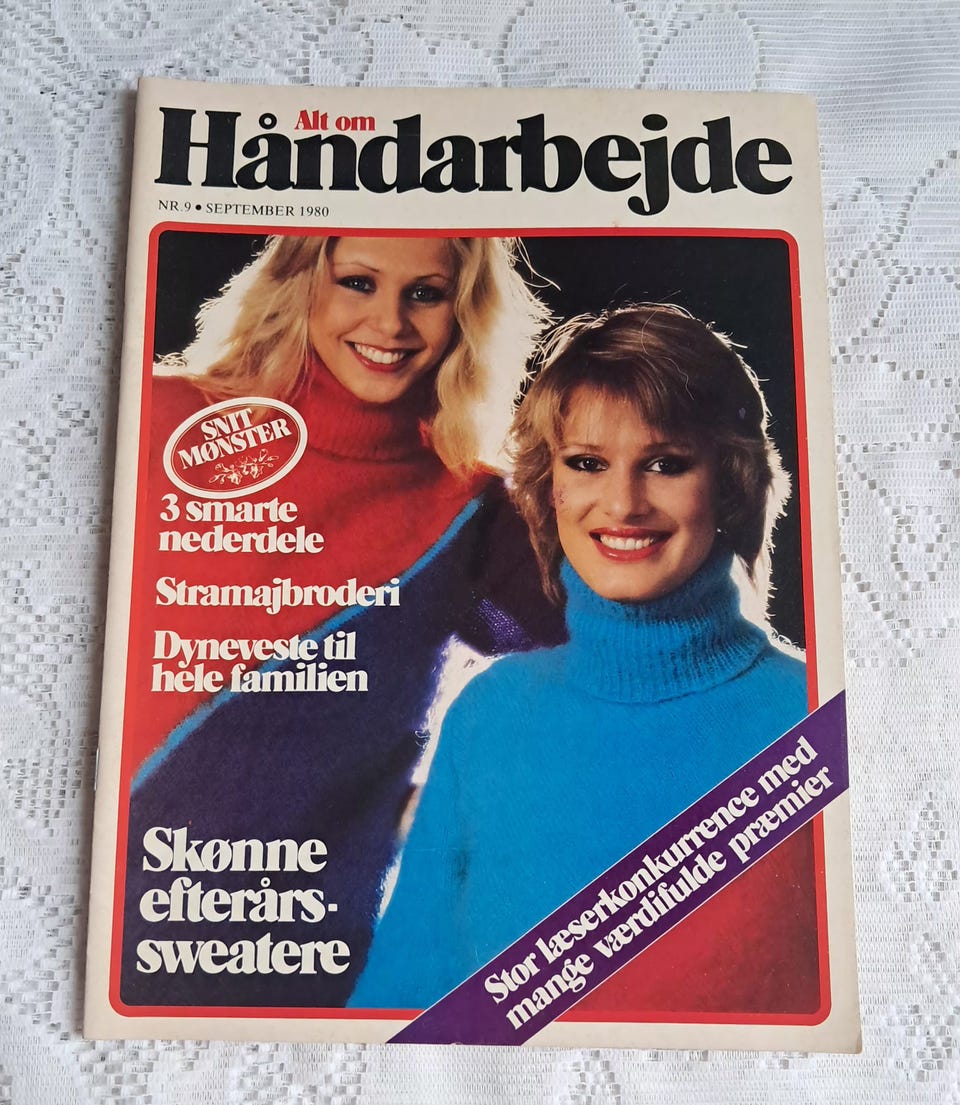 Alt om
Håndarbejde
NR.9 • SEPTEMBER 1980
SNIT
MØNSTER
3 smarte
nederdele
Stramajbroderi
Dyneveste til
hele familien
Skønne
efterårs-
sweatere
Stor læserkonkurrence med
mange værdifulde præmier